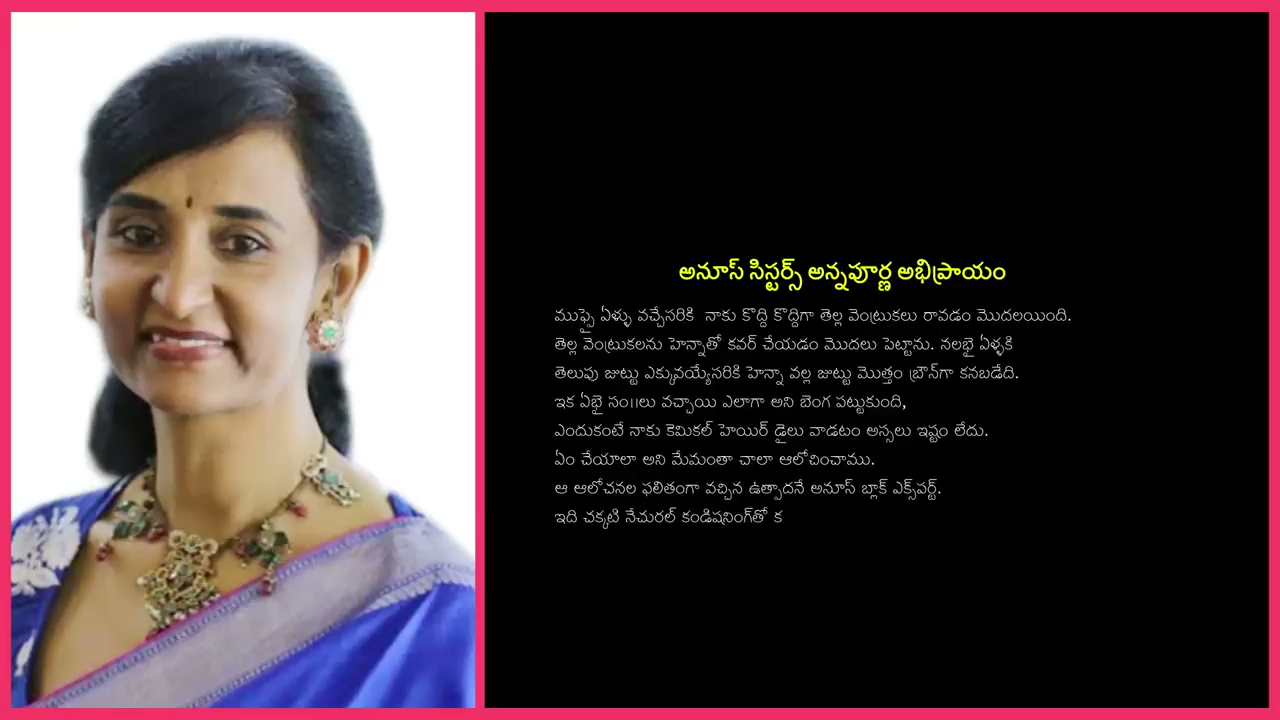 అనూస్ సిస్టర్స్ అన్నవూర్ణ అభిప్రాయం
ముప్పై ఏళ్ళు వచ్చేసరికి నాకు కొద్ది కొద్దిగా తెల్ల వెంట్రుకలు రావడం మొదలయింది.
తెల్ల వెంట్రుకలను హెన్నాతో కవర్ చేయడం మొదలు పెట్టాను. నలభై ఏళ్ళకి
తెలుపు జుట్టు ఎక్కువయ్యేసరికి హెన్నా వల్ల జుట్టు మొత్తం బ్రౌన్‌గా కనబడేది.
ఇక ఏభై సం॥లు వచ్చాయి ఎలాగా అని బెంగ పట్టుకుంది,
ఎందుకంటే నాకు కెమికల్ హెయిర్ డైలు వాడటం అస్సలు ఇష్టం లేదు.
ఏం చేయాలా అని మేమంతా చాలా ఆలోచించాము.
ఆ ఆలోచనల ఫలితంగా వచ్చిన ఉత్పాదనే అనూస్ బ్లాక్ ఎక్స్‌పర్ట్.
ఇది చక్కటి నేచురల్ కండిషనింగ్‌తో క